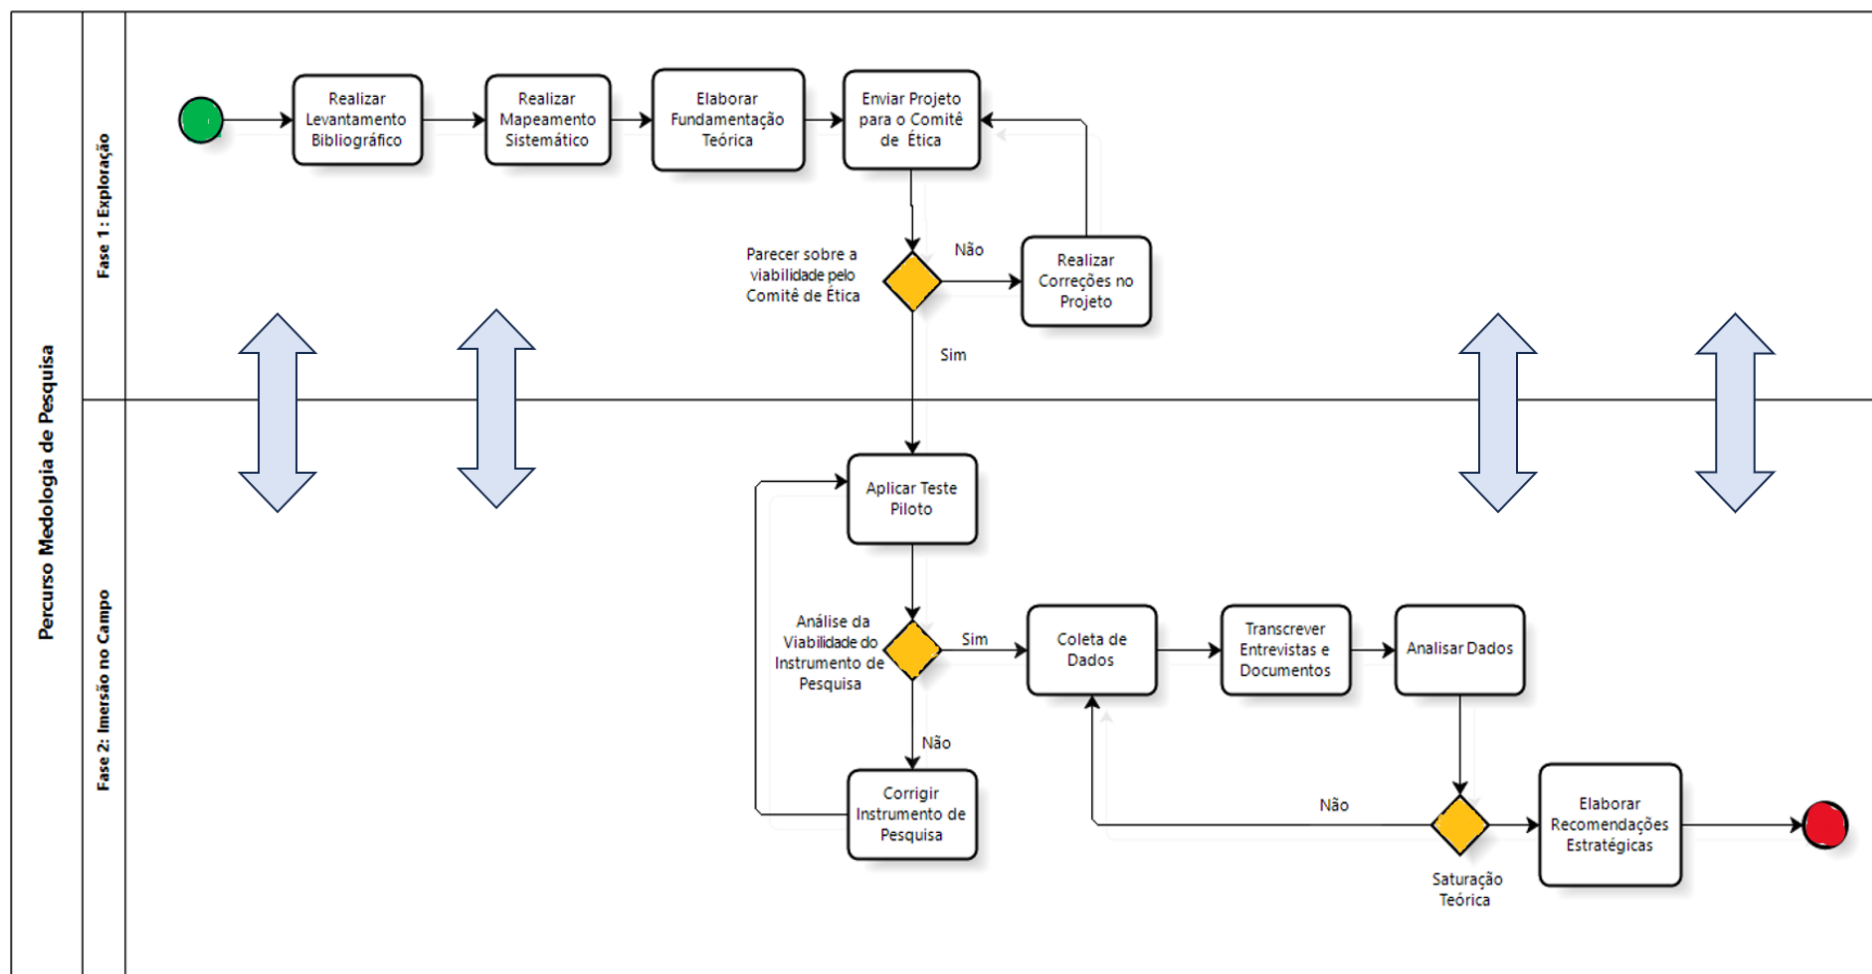 Percurso Medologia de Pesquisa
Fase 1 : Exploração
Realizar
Levantamento
Bibliográfico
Realizar
Mapeamento
Sistemático
Elaborar
Fundamentação
Teórica
Enviar Projeto
para o Comitê
de Ética
Parecer sobre a
viabilidade pelo
Comitê de Ética
Não
Realizar
Correções no
Projeto
Sim
Fase 2: Imersão no Campo
Aplicar Teste
Piloto
Análise da
Viabilidade do
Instrumento de
Pesquisa
Sim
Coleta de
Dados
Transcrever
Entrevistas e
Documentos
Analisar Dados
Não
Corrigir
Instrumento de
Pesquisa
Não
Saturação
Teórica
Elaborar
Recomendações
Estratégicas